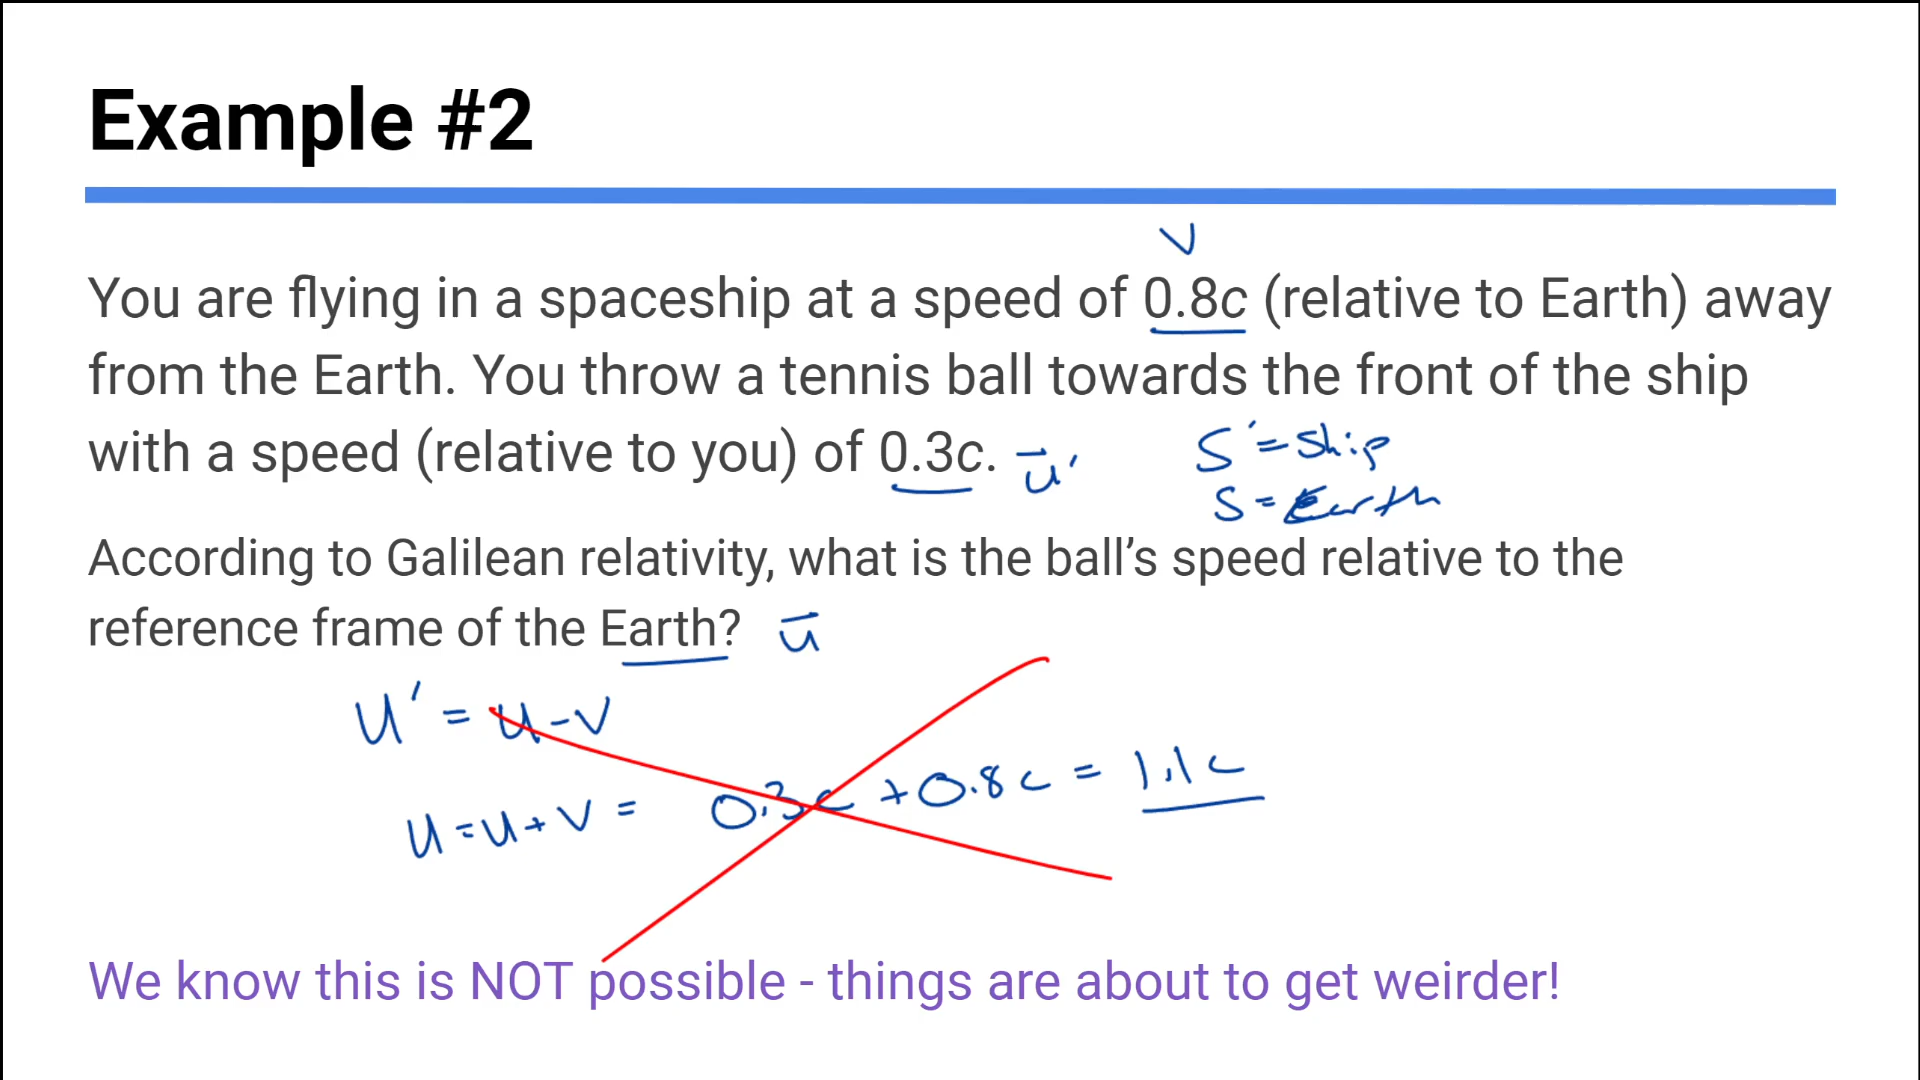 Example #2
v
You are flying in a spaceship at a speed of 0.8c (relative to Earth) away
from the Earth. You throw a tennis ball towards the front of the ship
with a speed (relative to you) of 0.3c. u⃗'
S' = Ship
S = Earth
According to Galilean relativity, what is the ball’s speed relative to the
reference frame of the Earth? u⃗
u' = u - v
u = u + v = 0.3c + 0.8c = 1.1c
We know this is NOT possible - things are about to get weirder!